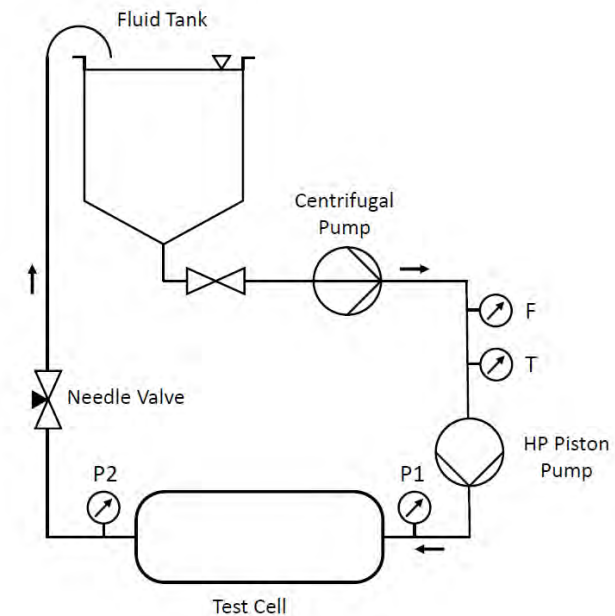 Fluid Tank
Centrifugal
Pump
F
T
Needle Valve
HP Piston
Pump
P2
P1
Test Cell